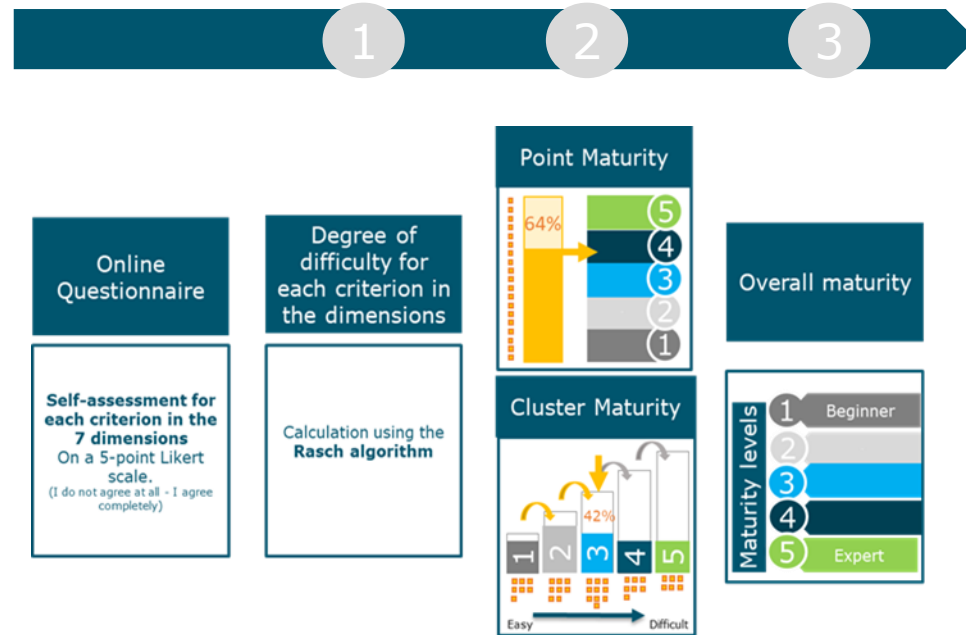 1
2
3
Online
Questionnaire
Self-assessment for
each criterion in the
7 dimensions
On a 5-point Likert
scale.
(I do not agree at all - I agree
completely)
Degree of
difficulty for
each criterion in
the dimensions
Calculation using the
Rasch algorithm
Point Maturity
64%
5
4
3
2
1
Cluster Maturity
42%
1
2
3
4
5
Easy
Difficult
Overall maturity
Maturity levels
1 Beginner
2
3
4
5 Expert